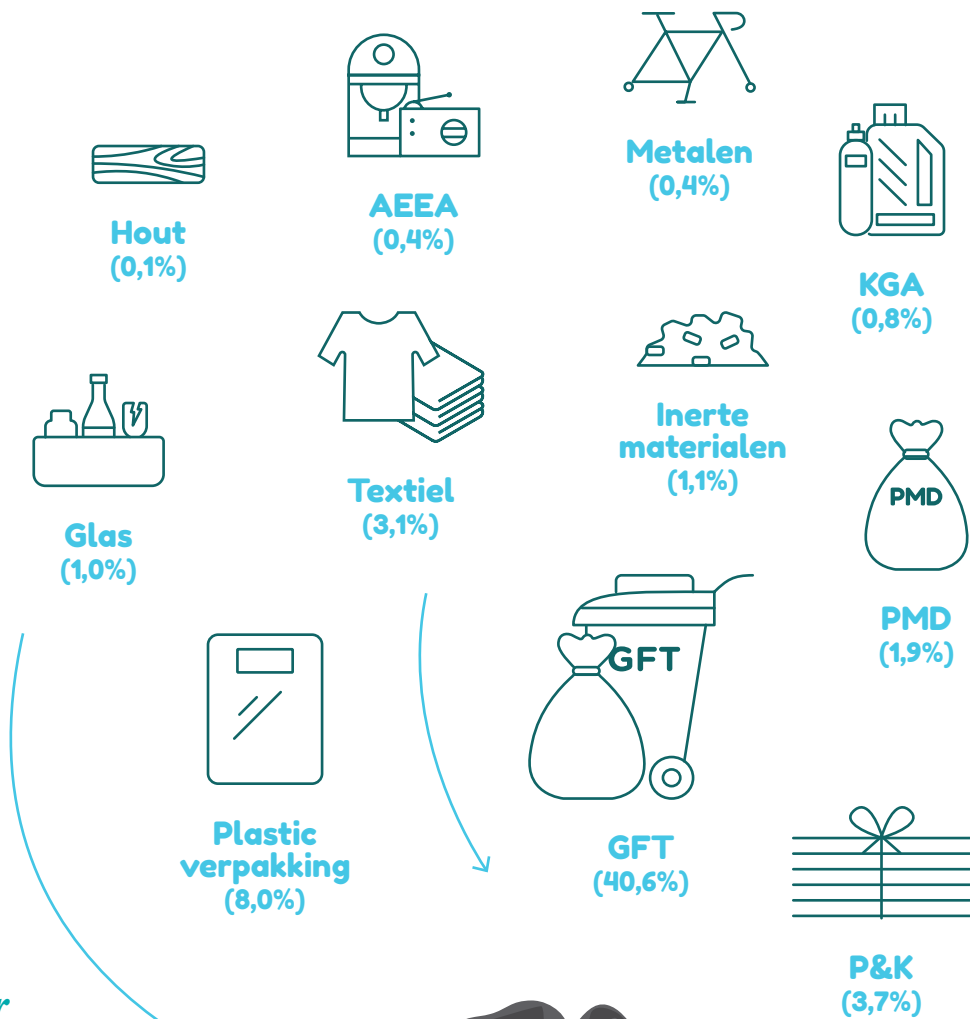 Metalen
(0,4%)
AEEA
(0,4%)
Hout
(0,1%)
KGA
(0,8%)
Inerte
materialen
(1,1%)
Textiel
(3,1%)
Glas
(1,0%)
PMD
PMD
(1,9%)
GFT
GFT
(40,6%)
Plastic
verpakking
(8,0%)
P&K
(3,7%)